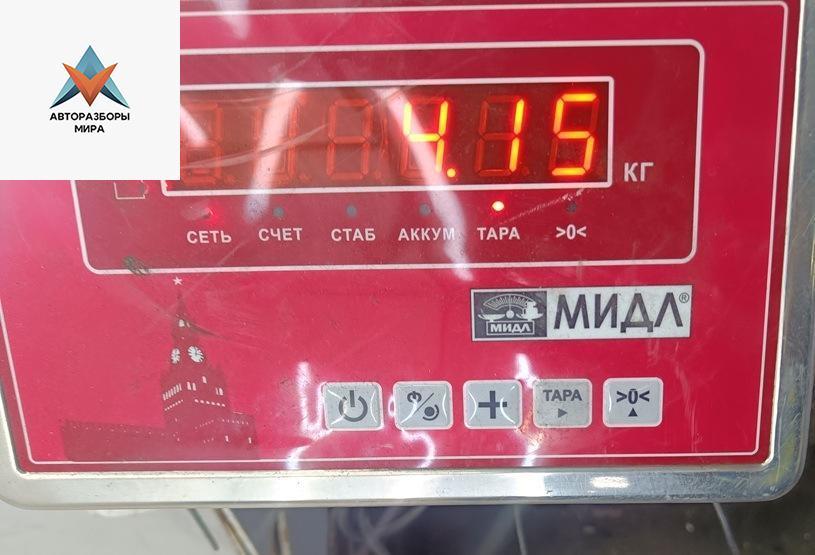 АВТОРАЗБОРЫ
МИРА
4.15
КГ
СЕТЬ СЧЕТ СТАБ АККУМ ТАРА >0<
МИДЛ
МИДЛ®
ТАРА >0<